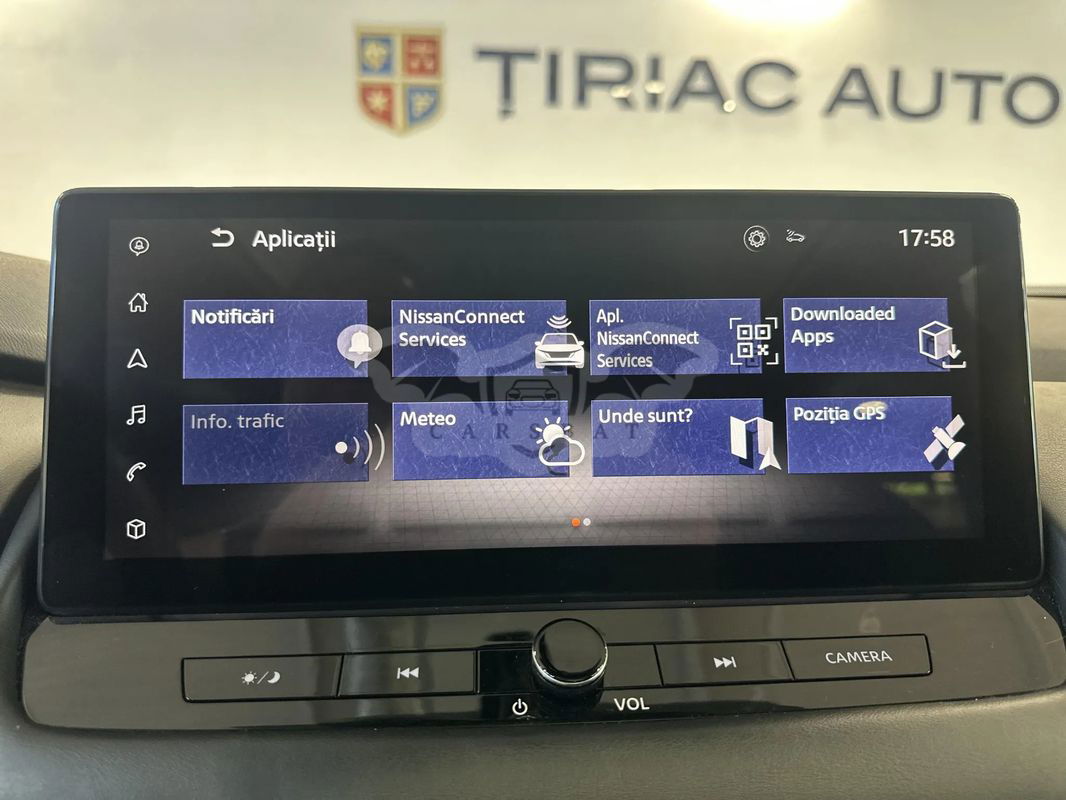 ȚIRIAC AUTO
Aplicații
17:58
Notificări
NissanConnect
Services
Apl.
NissanConnect
Services
Downloaded
Apps
Info. trafic
Meteo
Unde sunt?
Poziția GPS
VOL
CAMERA